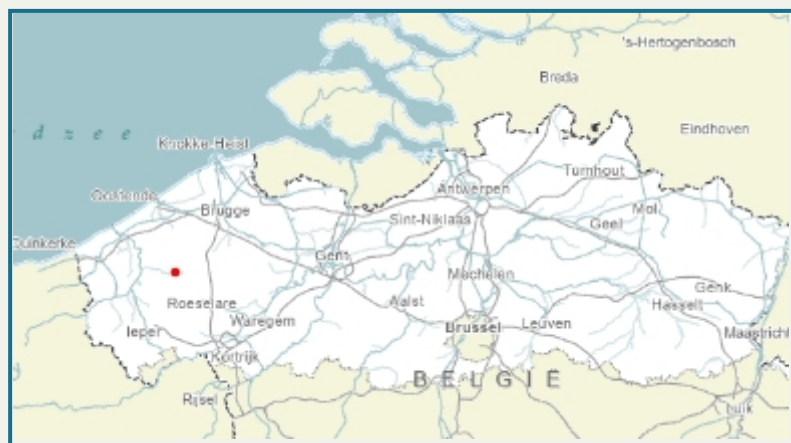 's-Hertogenbosch
Breda
Eindhoven
d z e e
Knokke-Heist
Turnhout
Antwerpen
Oostende
Brugge
Sint-Niklaas
Mol
Geel
Duinkerke
Gent
Mechelen
Genk
Roeselare
Aalst
Hasselt
Ieper
Waregem
Brussel
Leuven
Maastricht
Kortrijk
BELGIË
Rijsel
Luik